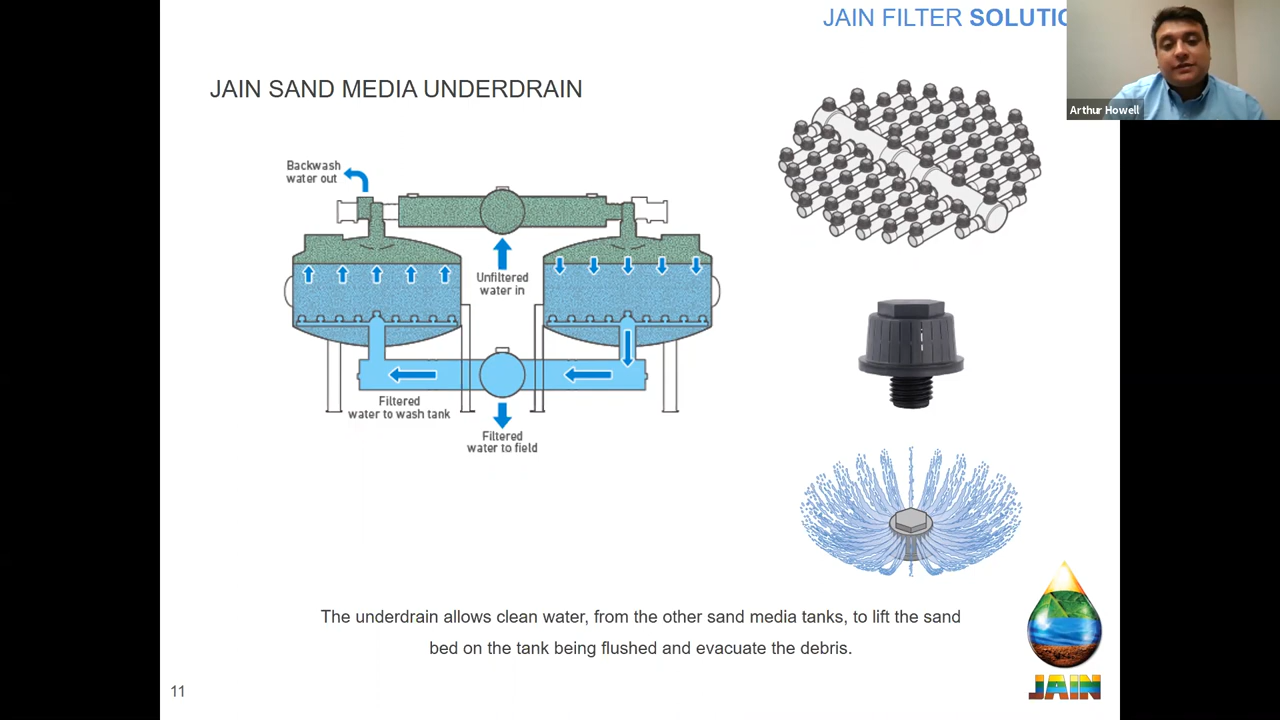 JAIN FILTER SOLUTIO
Arthur Howell
JAIN SAND MEDIA UNDERDRAIN
Backwash
water out
Unfiltered
water in
Filtered
water to wash tank
Filtered
water to field
The underdrain allows clean water, from the other sand media tanks, to lift the sand
bed on the tank being flushed and evacuate the debris.
JAIN
11